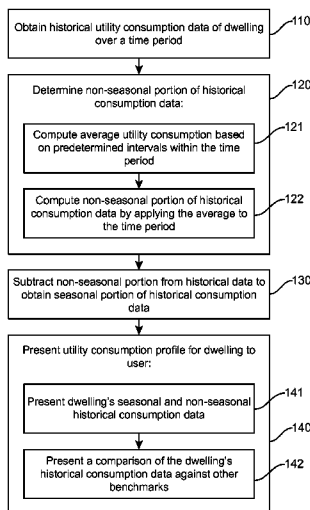 Obtain historical utility consumption data of dwelling
over a time period
110
Determine non-seasonal portion of historical
consumption data:
120
Compute average utility consumption based
on predetermined intervals within the time
period
121
Compute non-seasonal portion of historical
consumption data by applying the average to
the time period
122
Subtract non-seasonal portion from historical data to
obtain seasonal portion of historical consumption
data
130
Present utility consumption profile for dwelling to
user:
Present dwelling's seasonal and non-seasonal
historical consumption data
141
140
Present a comparison of the dwelling's
historical consumption data against other
benchmarks
142